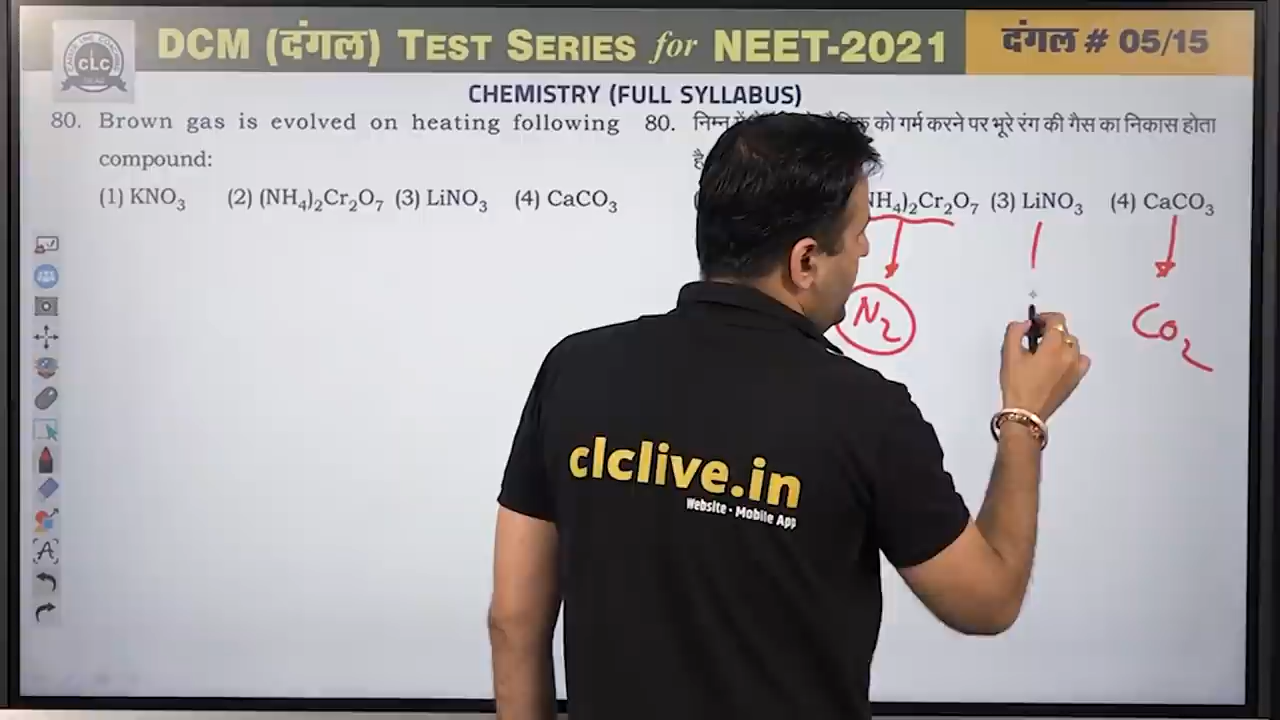 CLC
DCM (दंगल) TEST SERIES for NEET-2021
दंगल # 05/15
CHEMISTRY (FULL SYLLABUS)
80. Brown gas is evolved on heating following
compound:
(1) KNO₃ (2) (NH₄)₂Cr₂O₇ (3) LiNO₃ (4) CaCO₃
80. निम्न को गर्म करने पर भूरे रंग की गैस का निकास होता
है
NH₄)₂Cr₂O₇ (3) LiNO₃ (4) CaCO₃
N₂
CO₂
clclive.in
Website · Mobile App